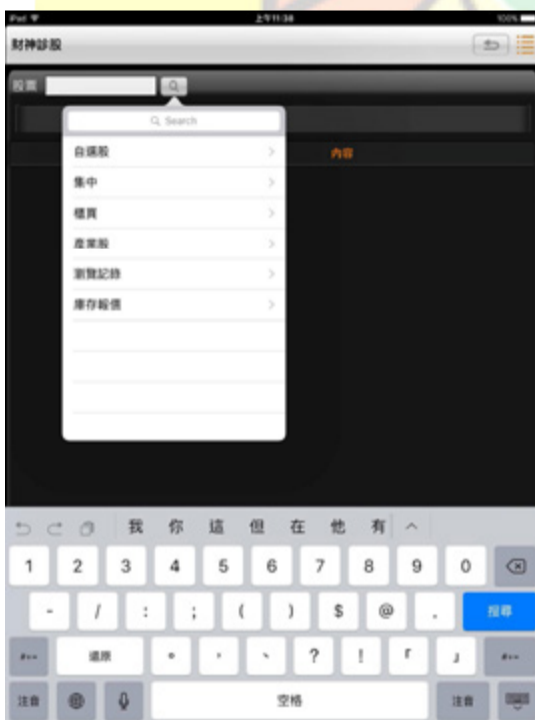 iPad 上午11:38 100%
財神診股
股票
Search
自選股
內容
集中
櫃買
產業股
瀏覽記錄
庫存報價
我 你 這 但 在 他 有
1 2 3 4 5 6 7 8 9 0
- / : ; ( ) $ @ .
#+= 還原 。 , 、 ? ! 「 」 #+=
注音 空格 注音
搜尋